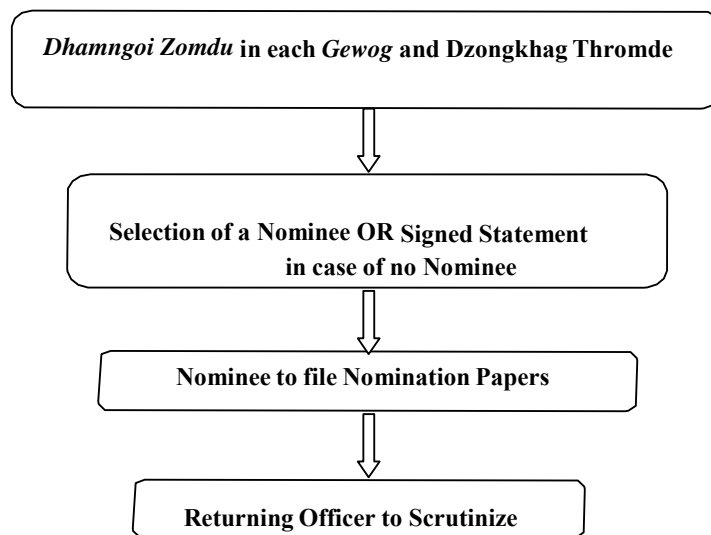 Dhamngoi Zomdu in each Gewog and Dzongkhag Thromde
Selection of a Nominee OR Signed Statement
in case of no Nominee
Nominee to file Nomination Papers
Returning Officer to Scrutinize